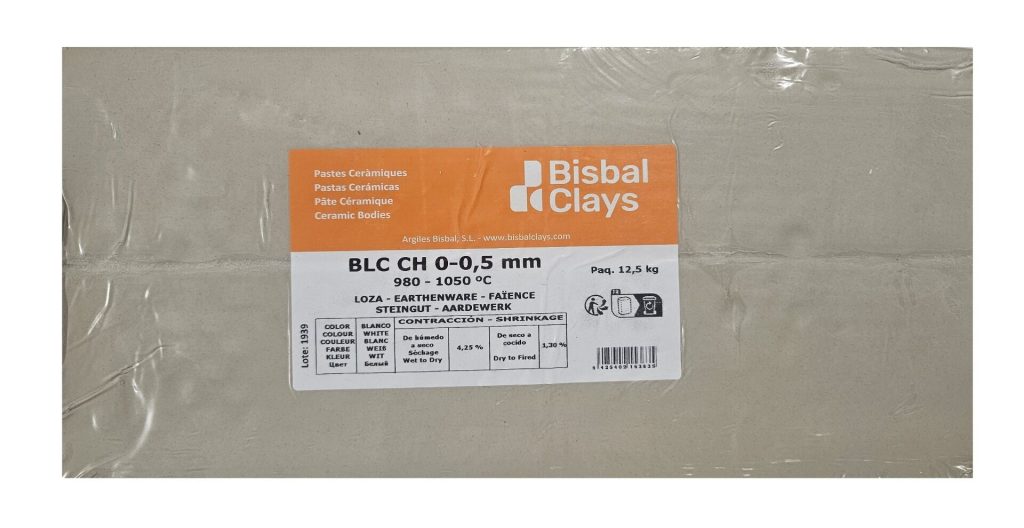 Pastes Ceràmiques
Pastas Cerámicas
Pâte Céramique
Ceramic Bodies
Bisbal
Clays
Argiles Bisbal, S.L. - www.bisbalclays.com
BLC CH 0-0,5 mm
980 - 1050 ºC
Paq. 12,5 kg
LOZA - EARTHENWARE - FAÏENCE
STEINGUT - AARDEWERK
Lote: 1939
COLOR
COLOUR
COULEUR
FARBE
KLEUR
Цвет
BLANCO
WHITE
BLANC
WEIß
WIT
Белый
CONTRACCIÓN - SHRINKAGE
De húmedo
a seco
Séchage
Wet to Dry
4,25 %
De seco a
cocido
Dry to Fired
1,30 %